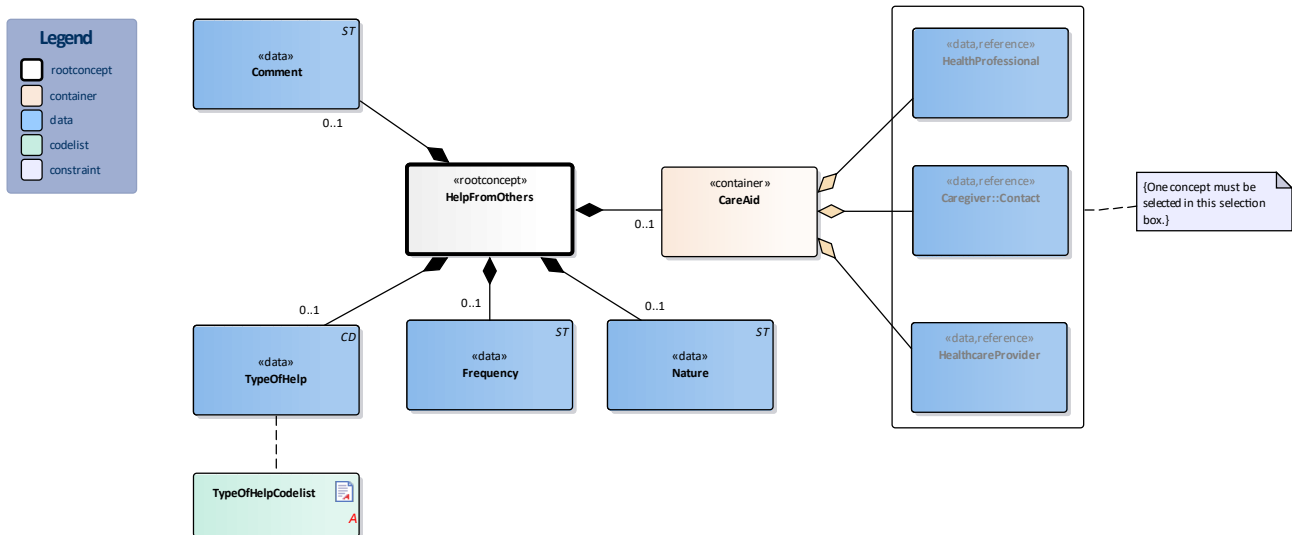 Legend
rootconcept
container
data
codelist
constraint
ST
«data»
Comment
0..1
«rootconcept»
HelpFromOthers
0..1
«container»
CareAid
«data,reference»
HealthProfessional
«data,reference»
Caregiver::Contact
«data,reference»
HealthcareProvider
{One concept must be
selected in this selection
box.}
0..1
CD
«data»
TypeOfHelp
0..1
ST
«data»
Frequency
0..1
ST
«data»
Nature
TypeOfHelpCodelist
A